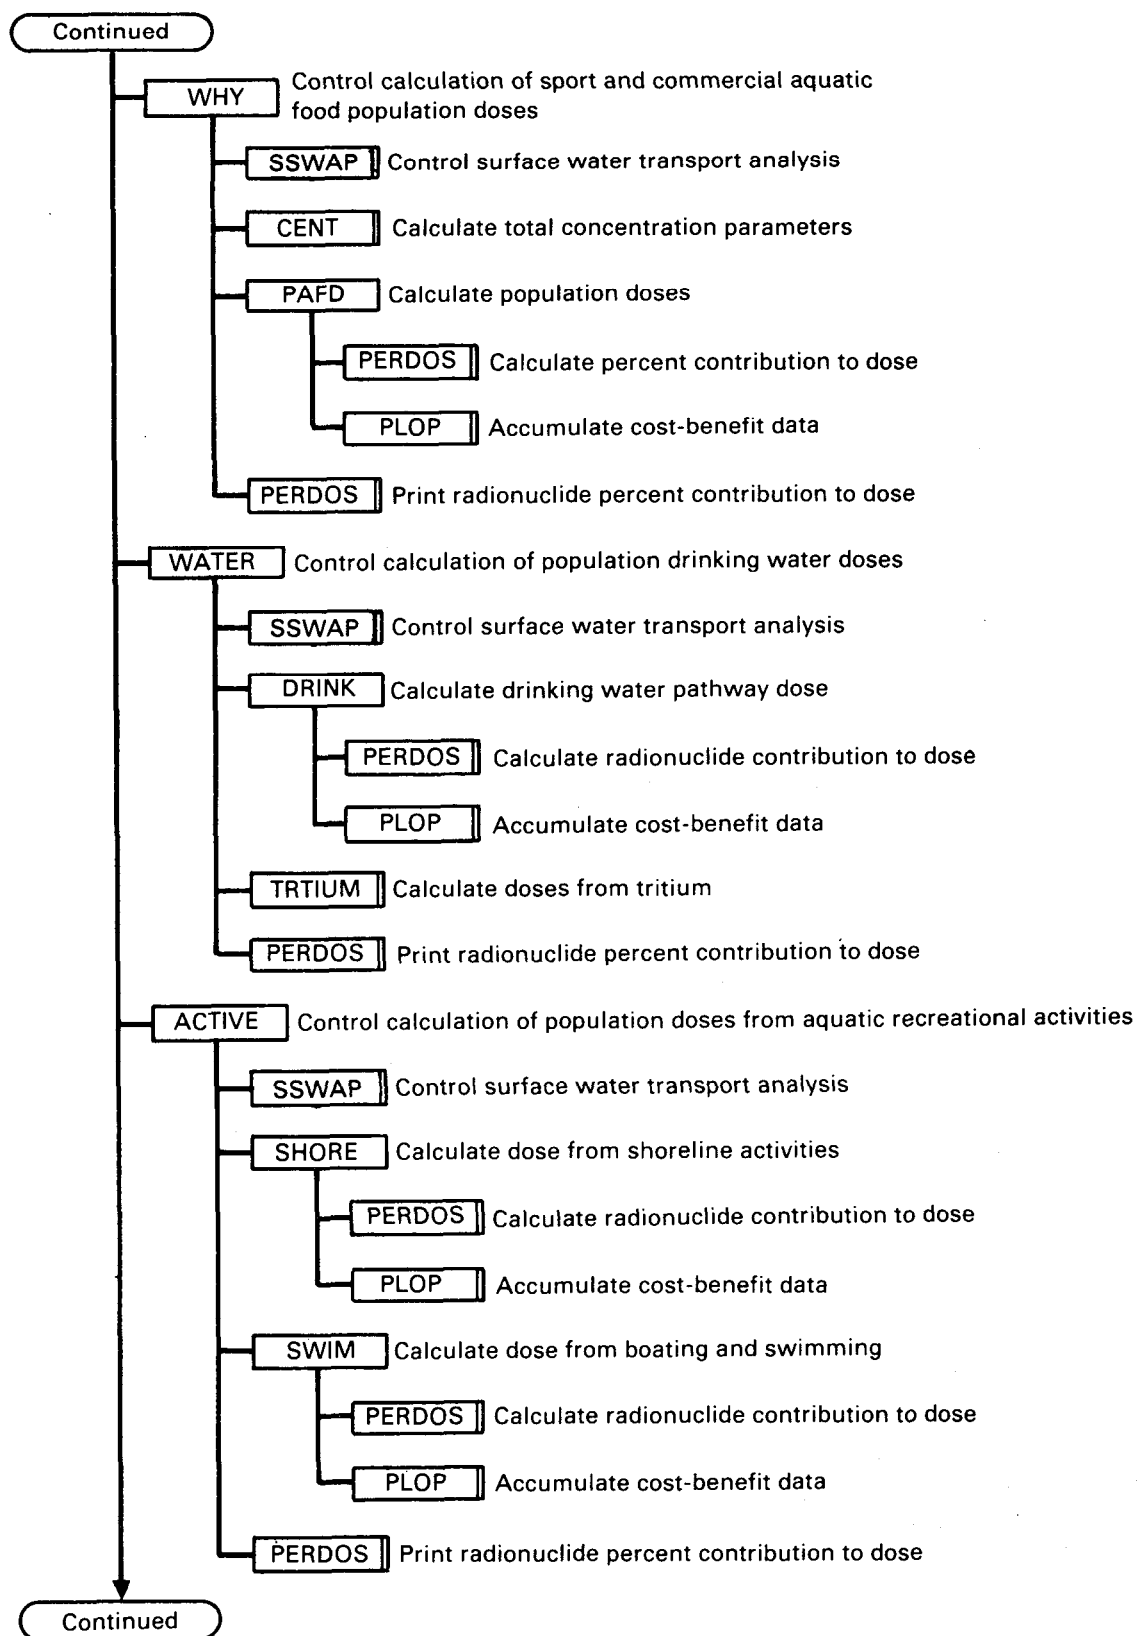 Continued
WHY
Control calculation of sport and commercial aquatic
food population doses
SSWAP Control surface water transport analysis
CENT Calculate total concentration parameters
PAFD Calculate population doses
PERDOS Calculate percent contribution to dose
PLOP Accumulate cost-benefit data
PERDOS Print radionuclide percent contribution to dose
WATER Control calculation of population drinking water doses
SSWAP Control surface water transport analysis
DRINK Calculate drinking water pathway dose
PERDOS Calculate radionuclide contribution to dose
PLOP Accumulate cost-benefit data
TRTIUM Calculate doses from tritium
PERDOS Print radionuclide percent contribution to dose
ACTIVE Control calculation of population doses from aquatic recreational activities
SSWAP Control surface water transport analysis
SHORE Calculate dose from shoreline activities
PERDOS Calculate radionuclide contribution to dose
PLOP Accumulate cost-benefit data
SWIM Calculate dose from boating and swimming
PERDOS Calculate radionuclide contribution to dose
PLOP Accumulate cost-benefit data
PERDOS Print radionuclide percent contribution to dose
Continued